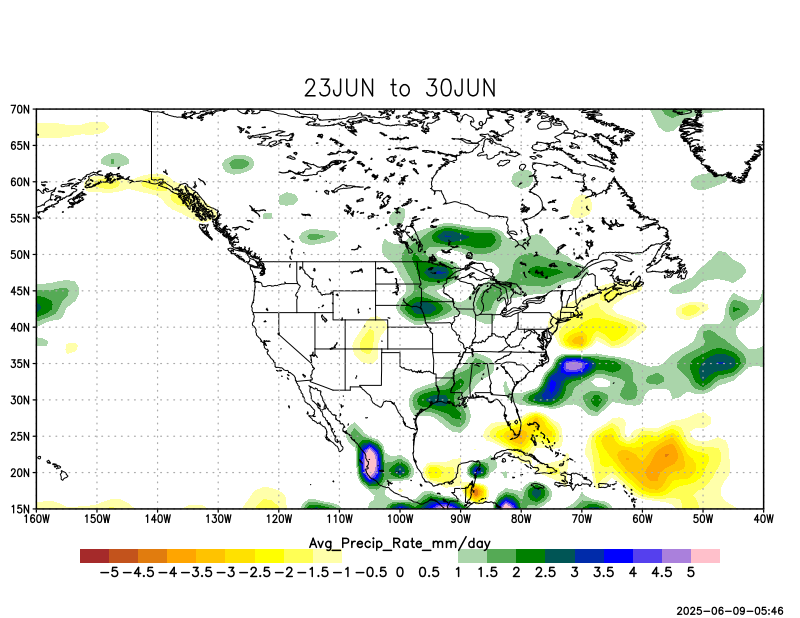 23JUN to 30JUN
70N
65N
60N
55N
50N
45N
40N
35N
30N
25N
20N
15N
160W 150W 140W 130W 120W 110W 100W 90W 80W 70W 60W 50W 40W
Avg_Precip_Rate_mm/day
-5 -4.5 -4 -3.5 -3 -2.5 -2 -1.5 -1 -0.5 0 0.5 1 1.5 2 2.5 3 3.5 4 4.5 5
2025-06-09-05:46